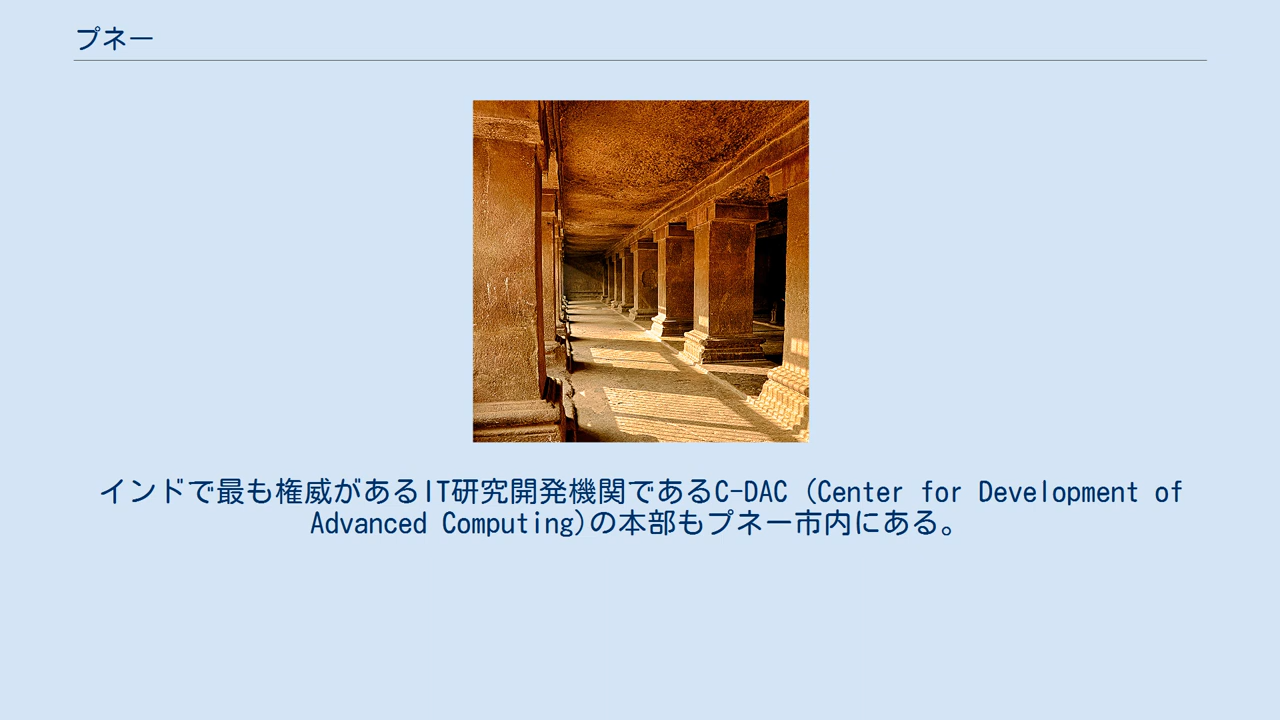 プネー
インドで最も権威があるIT研究開発機関であるC-DAC (Center for Development of
Advanced Computing)の本部もプネー市内にある。